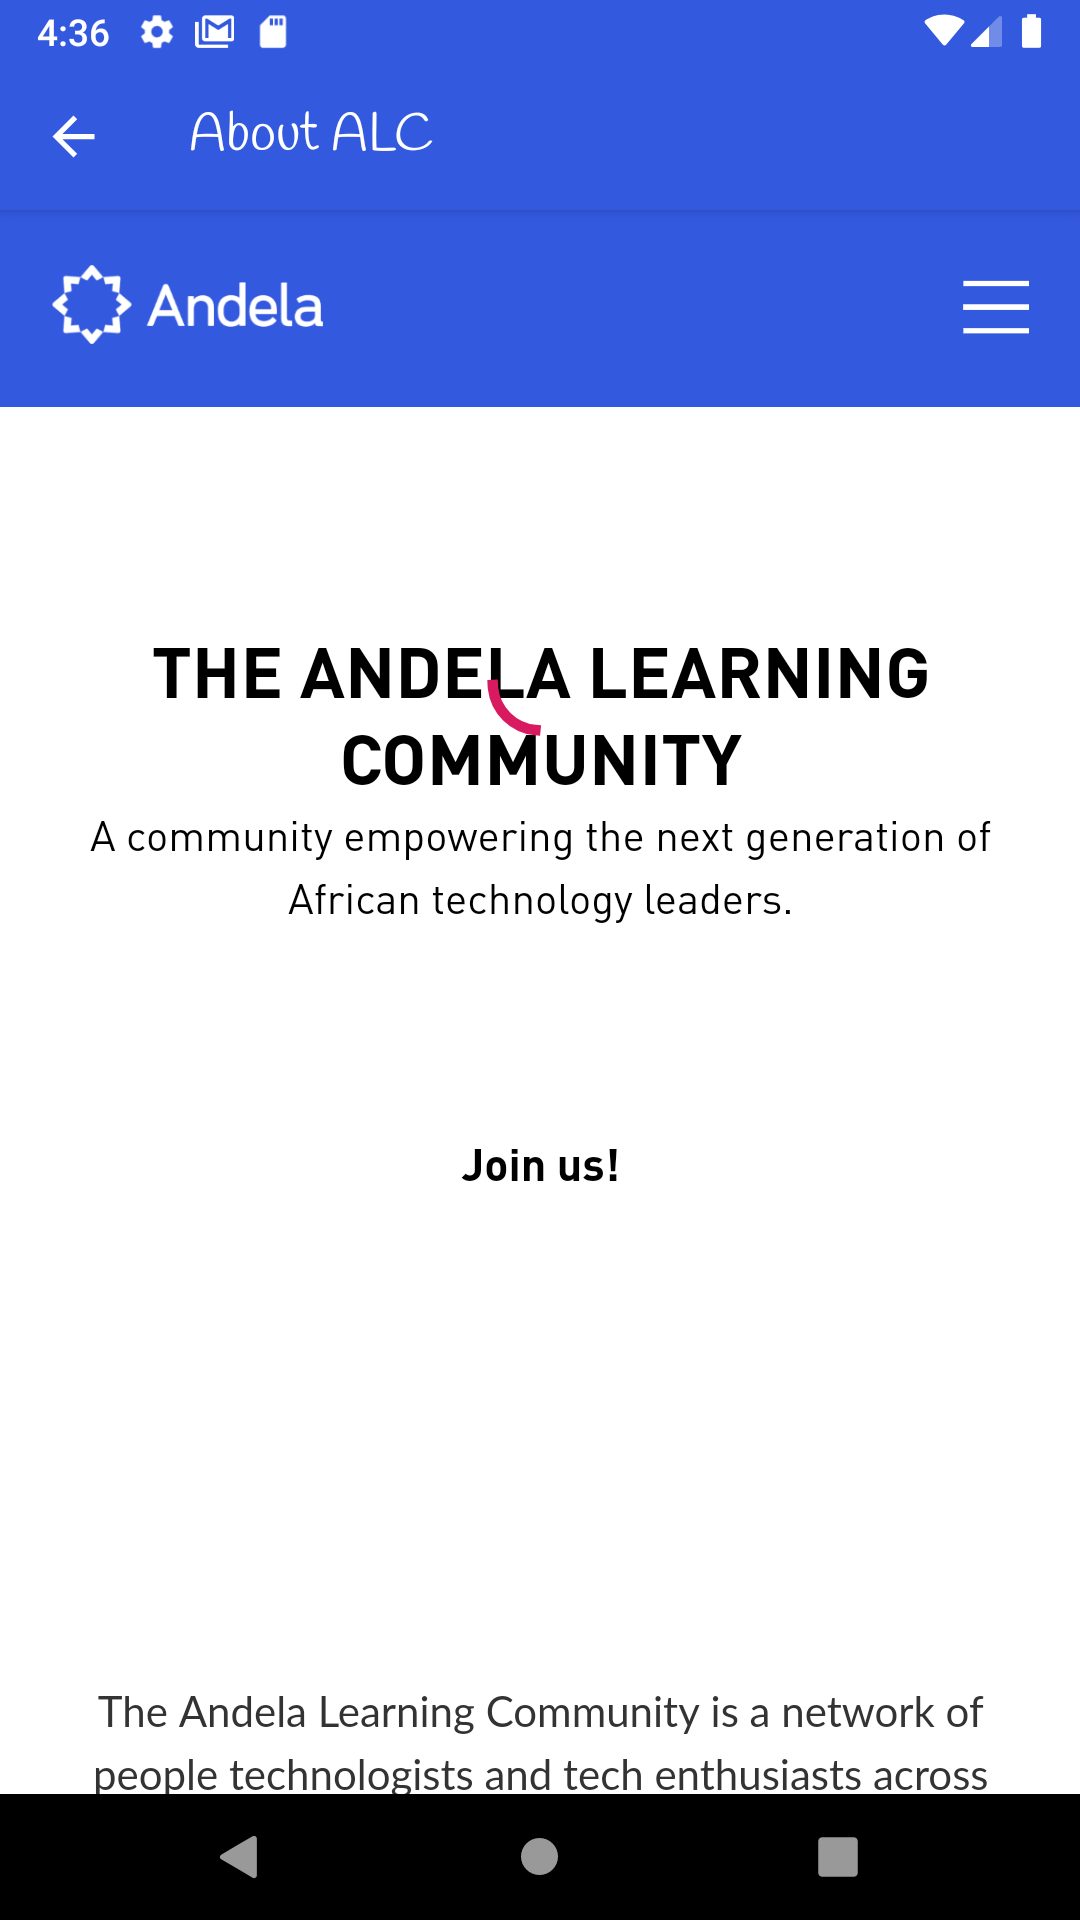 4:36
About ALC
Andela
THE ANDELA LEARNING
COMMUNITY
A community empowering the next generation of
African technology leaders.
Join us!
The Andela Learning Community is a network of
people technologists and tech enthusiasts across